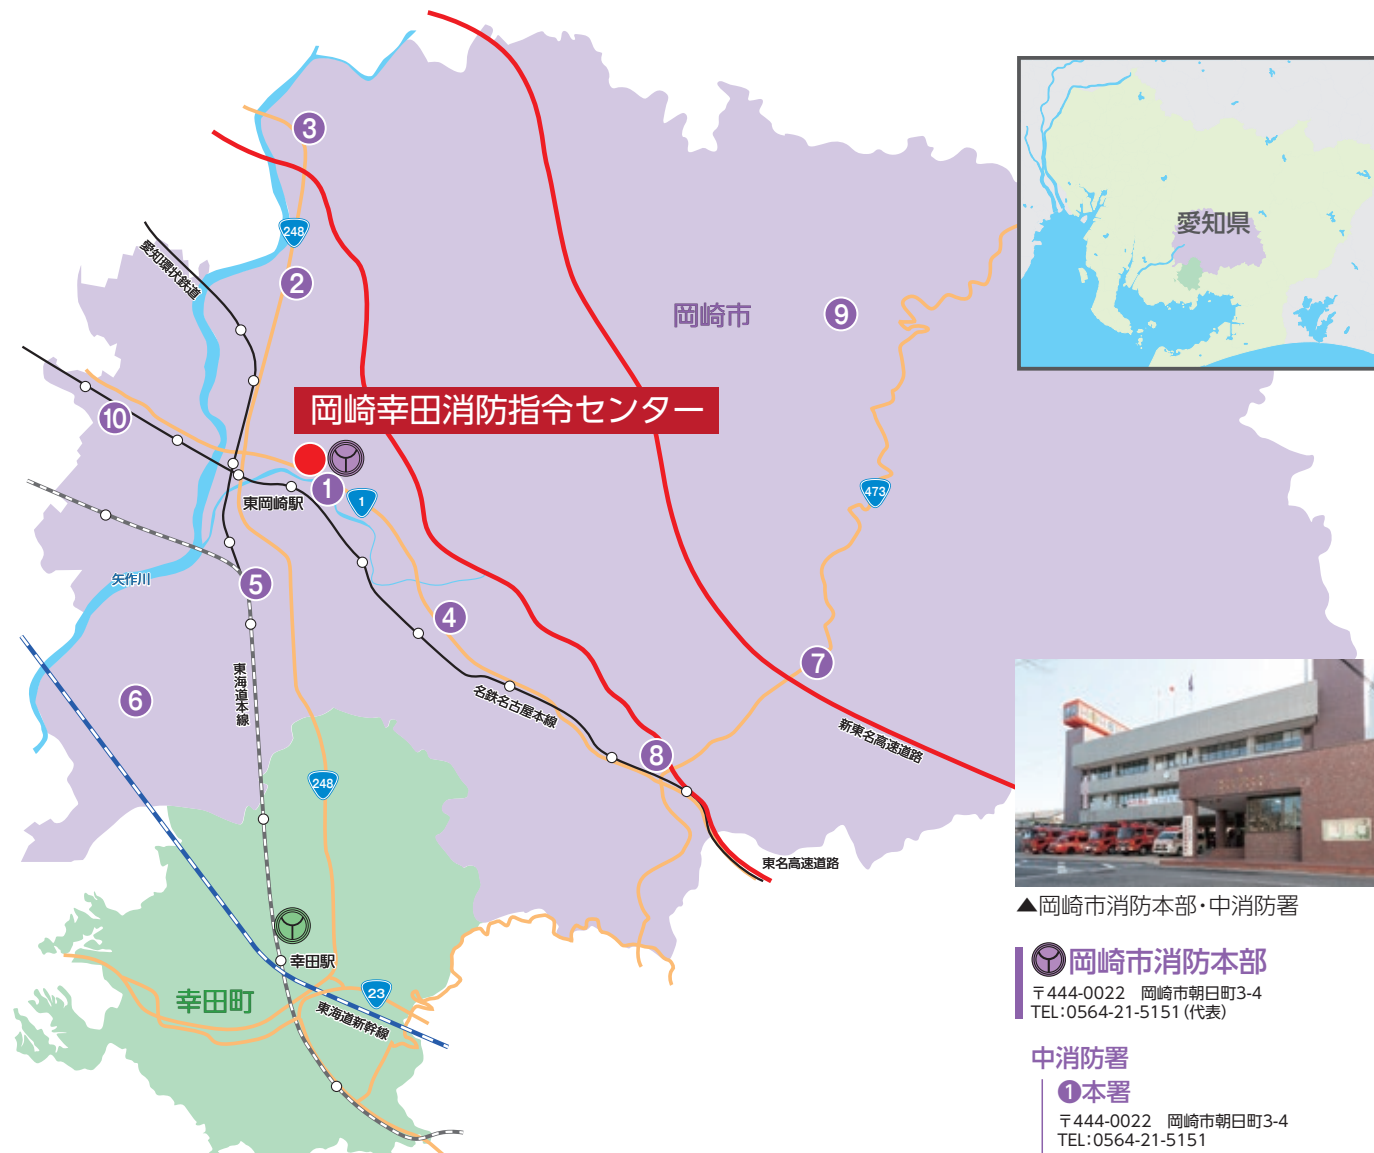 愛知県
3
248
愛知環状鉄道
2
岡崎市
9
岡崎幸田消防指令センター
10
1
東岡崎駅
1
473
矢作川
5
4
7
6
東海道本線
名鉄名古屋本線
新東名高速道路
8
248
東名高速道路
幸田駅
幸田町
23
東海道新幹線
▲岡崎市消防本部・中消防署
岡崎市消防本部
〒444-0022 岡崎市朝日町3-4
TEL:0564-21-5151(代表)
中消防署
1本署
〒444-0022 岡崎市朝日町3-4
TEL:0564-21-5151